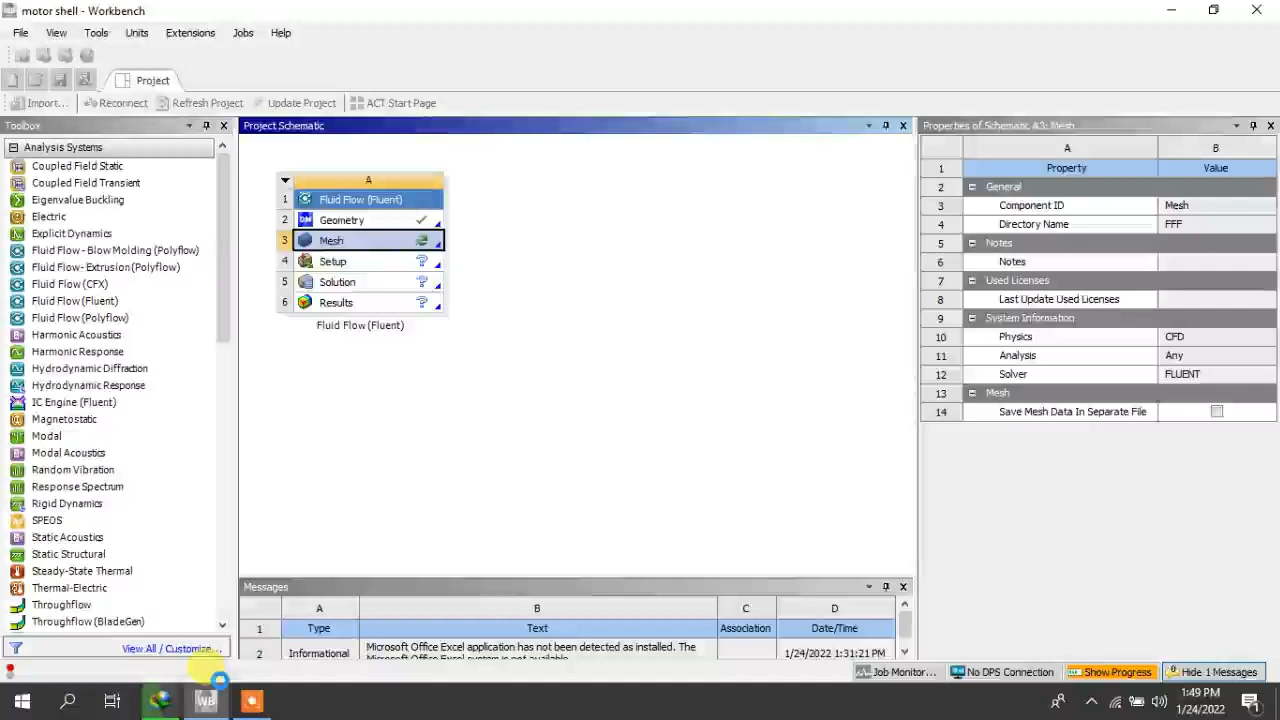 motor shell - Workbench
File View Tools Units Extensions Jobs Help
Project
Import... Reconnect Refresh Project Update Project ACT Start Page
Toolbox
Analysis Systems
Coupled Field Static
Coupled Field Transient
Eigenvalue Buckling
Electric
Explicit Dynamics
Fluid Flow - Blow Molding (Polyflow)
Fluid Flow - Extrusion (Polyflow)
Fluid Flow (CFX)
Fluid Flow (Fluent)
Fluid Flow (Polyflow)
Harmonic Acoustics
Harmonic Response
Hydrodynamic Diffraction
Hydrodynamic Response
IC Engine (Fluent)
Magnetostatic
Modal
Modal Acoustics
Random Vibration
Response Spectrum
Rigid Dynamics
SPEOS
Static Acoustics
Static Structural
Steady-State Thermal
Thermal-Electric
Throughflow
Throughflow (BladeGen)
View All / Customize...
Project Schematic
A
1 Fluid Flow (Fluent)
2 DM Geometry
3 Mesh
4 Setup ?
5 Solution ?
6 Results ?
Fluid Flow (Fluent)
Messages
A B C D
1 Type Text Association Date/Time
2 Informational Microsoft Office Excel application has not been detected as installed. The
Microsoft Office Excel system is not available. 1/24/2022 1:31:21 PM
Properties of Schematic A3: Mesh
A B
1 Property Value
2 General
3 Component ID Mesh
4 Directory Name FFF
5 Notes
6 Notes
7 Used Licenses
8 Last Update Used Licenses
9 System Information
10 Physics CFD
11 Analysis Any
12 Solver FLUENT
13 Mesh
14 Save Mesh Data In Separate File
Job Monitor... No DPS Connection Show Progress Hide 1 Messages
WB
1:49 PM
1/24/2022
1